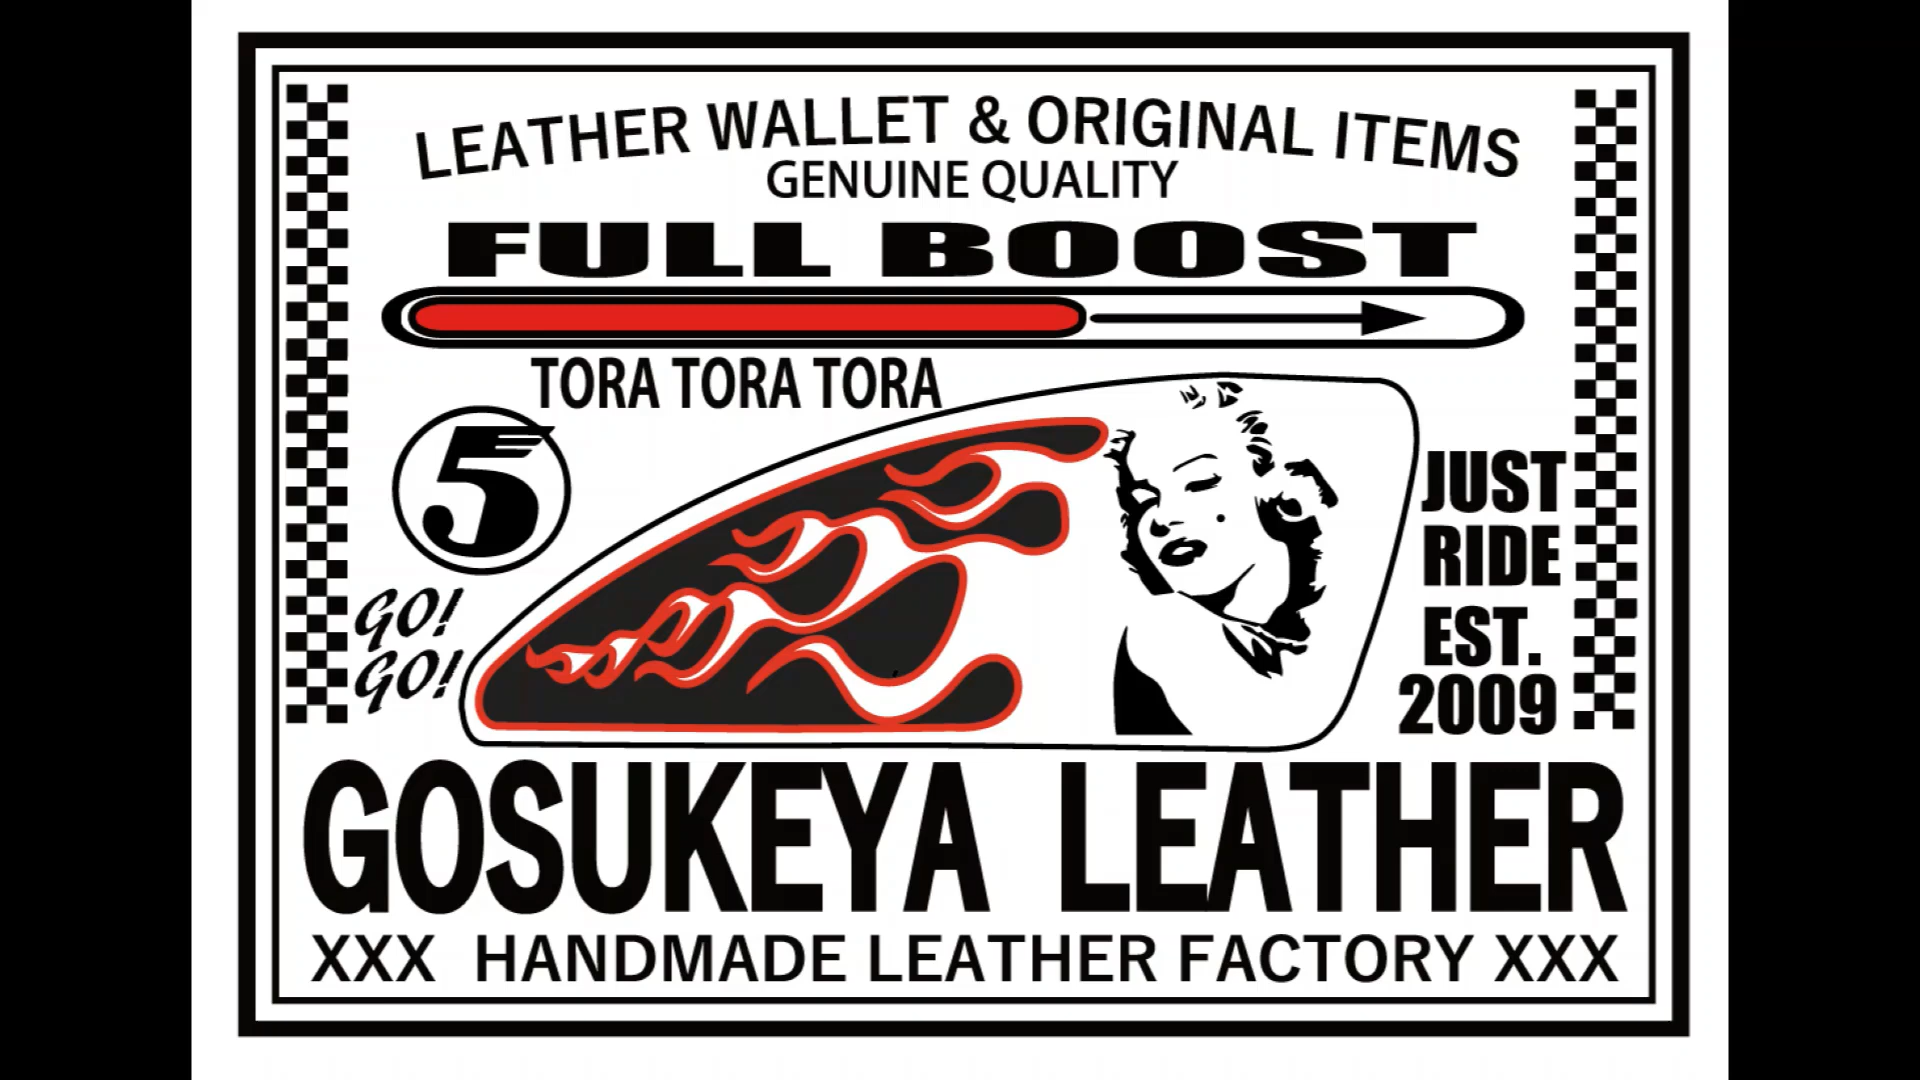 LEATHER WALLET & ORIGINAL ITEMS
GENUINE QUALITY
FULL BOOST
TORA TORA TORA
5
GO!
GO!
JUST
RIDE
EST.
2009
GOSUKEYA LEATHER
XXX HANDMADE LEATHER FACTORY XXX